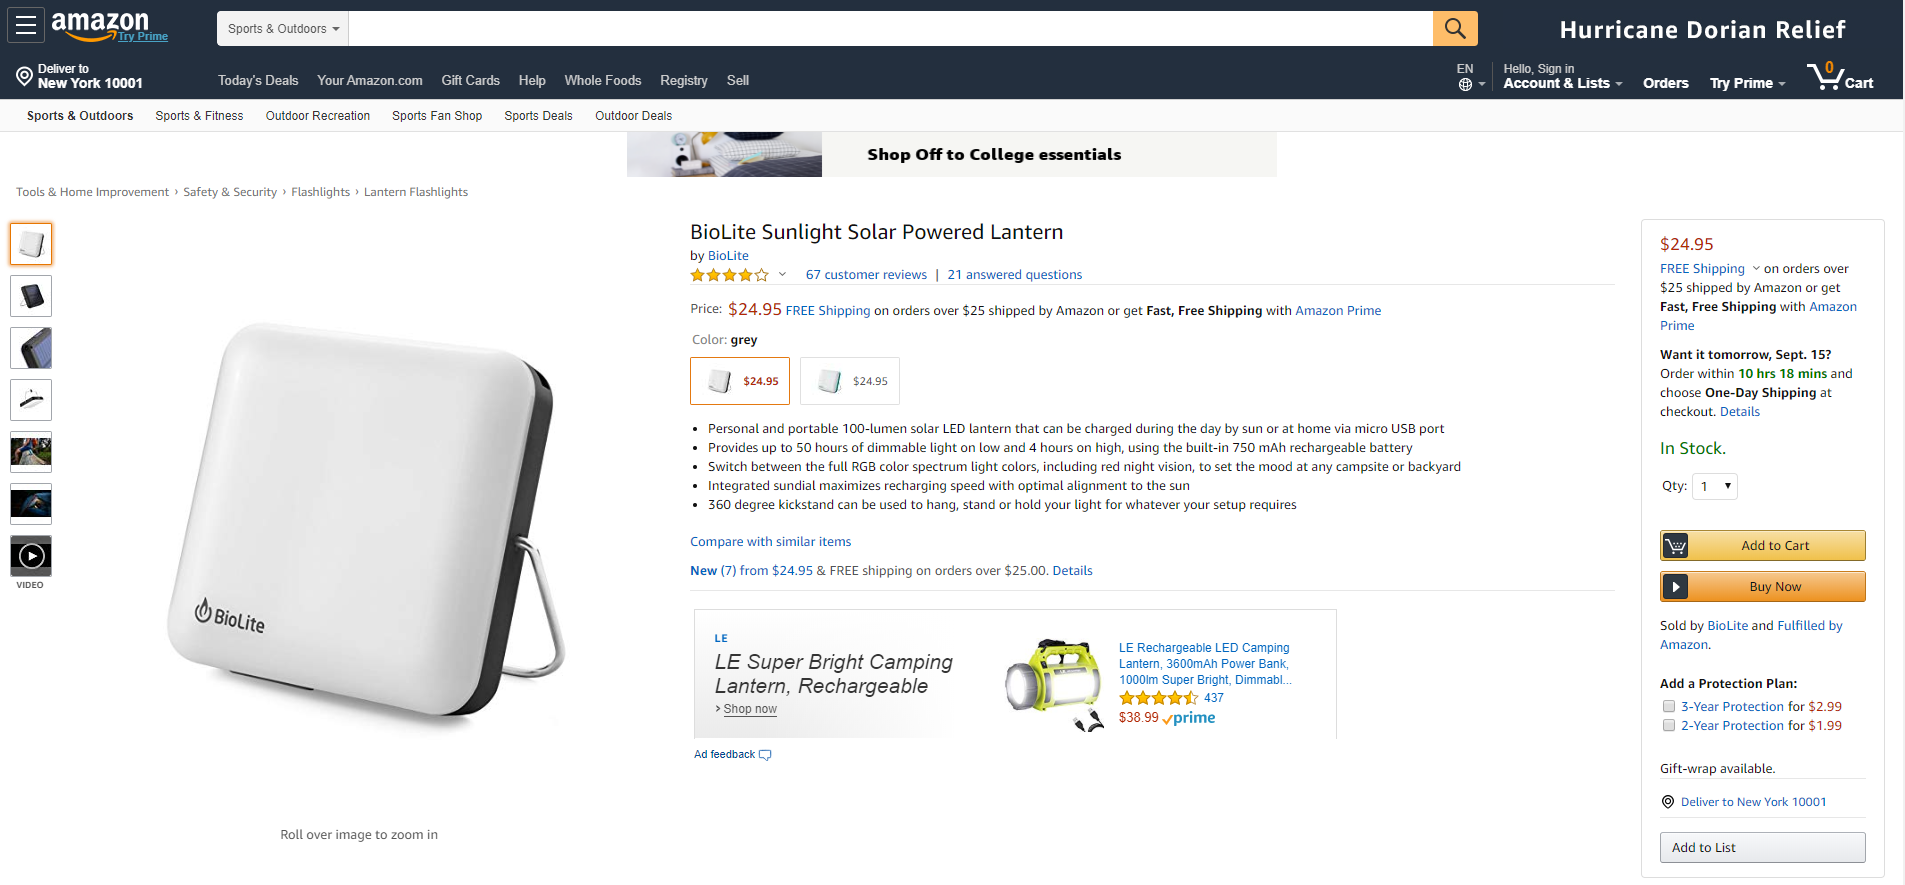 amazon
Try Prime
Sports & Outdoors
Hurricane Dorian Relief
Deliver to
New York 10001
Today's Deals
Your Amazon.com
Gift Cards
Help
Whole Foods
Registry
Sell
EN
Hello, Sign in
Account & Lists
Orders
Try Prime
0
Cart
Sports & Outdoors
Sports & Fitness
Outdoor Recreation
Sports Fan Shop
Sports Deals
Outdoor Deals
Shop Off to College essentials
Tools & Home Improvement › Safety & Security › Flashlights › Lantern Flashlights
VIDEO
BioLite
Roll over image to zoom in
BioLite Sunlight Solar Powered Lantern
by BioLite
67 customer reviews | 21 answered questions
Price: $24.95 FREE Shipping on orders over $25 shipped by Amazon or get Fast, Free Shipping with Amazon Prime
Color: grey
$24.95
$24.95
• Personal and portable 100-lumen solar LED lantern that can be charged during the day by sun or at home via micro USB port
• Provides up to 50 hours of dimmable light on low and 4 hours on high, using the built-in 750 mAh rechargeable battery
• Switch between the full RGB color spectrum light colors, including red night vision, to set the mood at any campsite or backyard
• Integrated sundial maximizes recharging speed with optimal alignment to the sun
• 360 degree kickstand can be used to hang, stand or hold your light for whatever your setup requires
Compare with similar items
New (7) from $24.95 & FREE shipping on orders over $25.00. Details
LE
LE Super Bright Camping
Lantern, Rechargeable
› Shop now
LE Rechargeable LED Camping
Lantern, 3600mAh Power Bank,
1000lm Super Bright, Dimmabl...
437
$38.99 prime
Ad feedback
$24.95
FREE Shipping on orders over
$25 shipped by Amazon or get
Fast, Free Shipping with Amazon
Prime
Want it tomorrow, Sept. 15?
Order within 10 hrs 18 mins and
choose One-Day Shipping at
checkout. Details
In Stock.
Qty: 1
Add to Cart
Buy Now
Sold by BioLite and Fulfilled by
Amazon.
Add a Protection Plan:
3-Year Protection for $2.99
2-Year Protection for $1.99
Gift-wrap available.
Deliver to New York 10001
Add to List